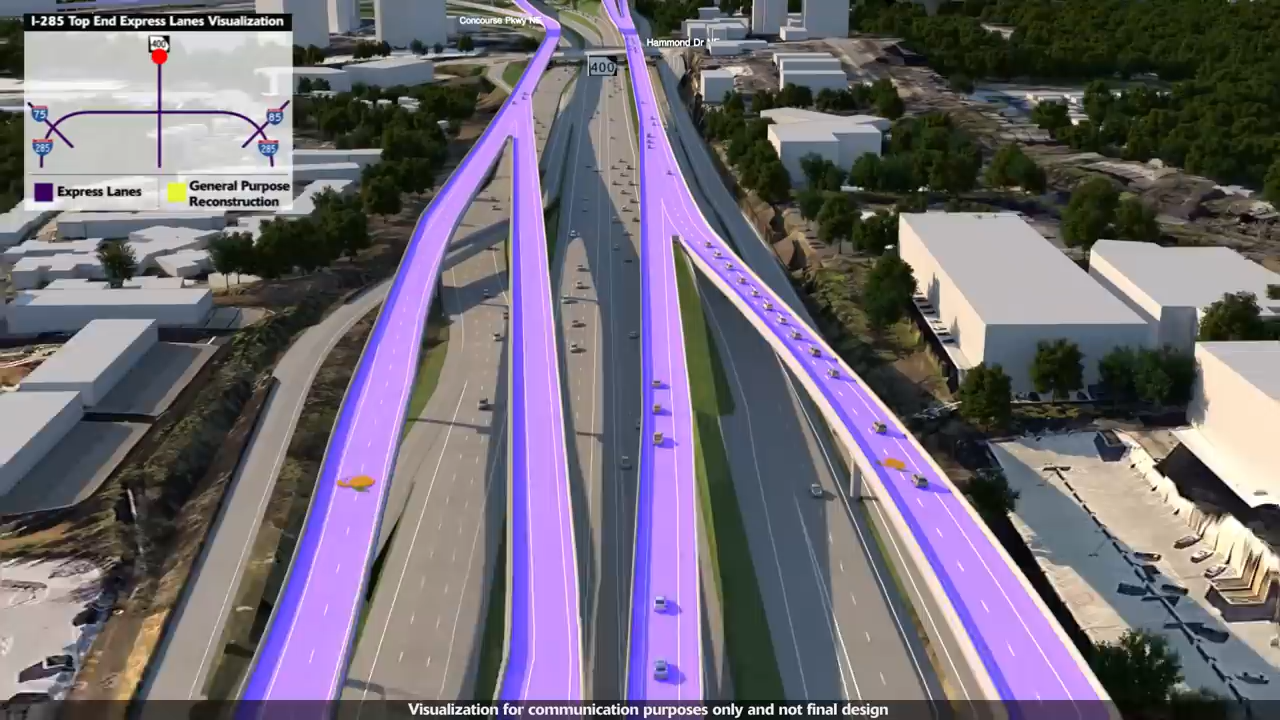 I-285 Top End Express Lanes Visualization
400
75
85
285
285
Express Lanes
General Purpose
Reconstruction
Concourse Pkwy NE
Hammond Dr NE
400
Visualization for communication purposes only and not final design